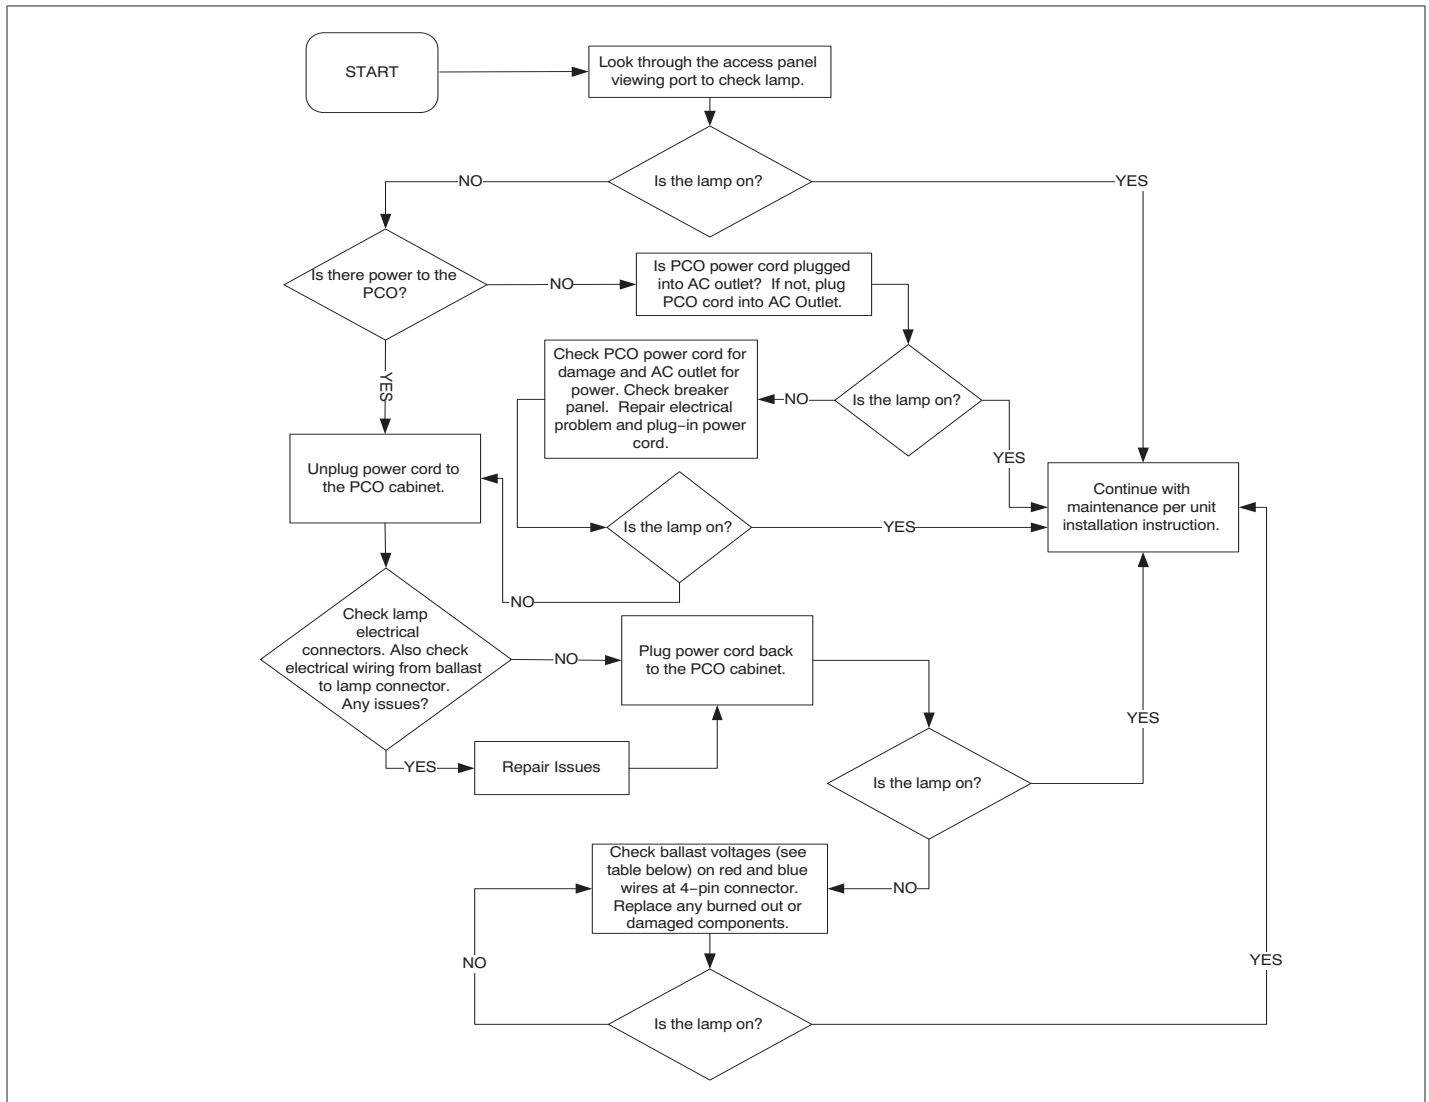 START
Look through the access panel
viewing port to check lamp.
Is the lamp on?
NO
YES
Is there power to the
PCO?
NO
Is PCO power cord plugged
into AC outlet?  If not, plug
PCO cord into AC Outlet.
YES
Check PCO power cord for
damage and AC outlet for
power. Check breaker
panel.  Repair electrical
problem and plug–in power
cord.
NO
Is the lamp on?
YES
Unplug power cord to
the PCO cabinet.
Is the lamp on?
YES
NO
Continue with
maintenance per unit
installation instruction.
Check lamp
electrical
connectors. Also check
electrical wiring from ballast
to lamp connector.
Any issues?
NO
Plug power cord back
to the PCO cabinet.
YES
Repair Issues
Is the lamp on?
YES
NO
Check ballast voltages (see
table below) on red and blue
wires at 4–pin connector.
Replace any burned out or
damaged components.
NO
Is the lamp on?
YES